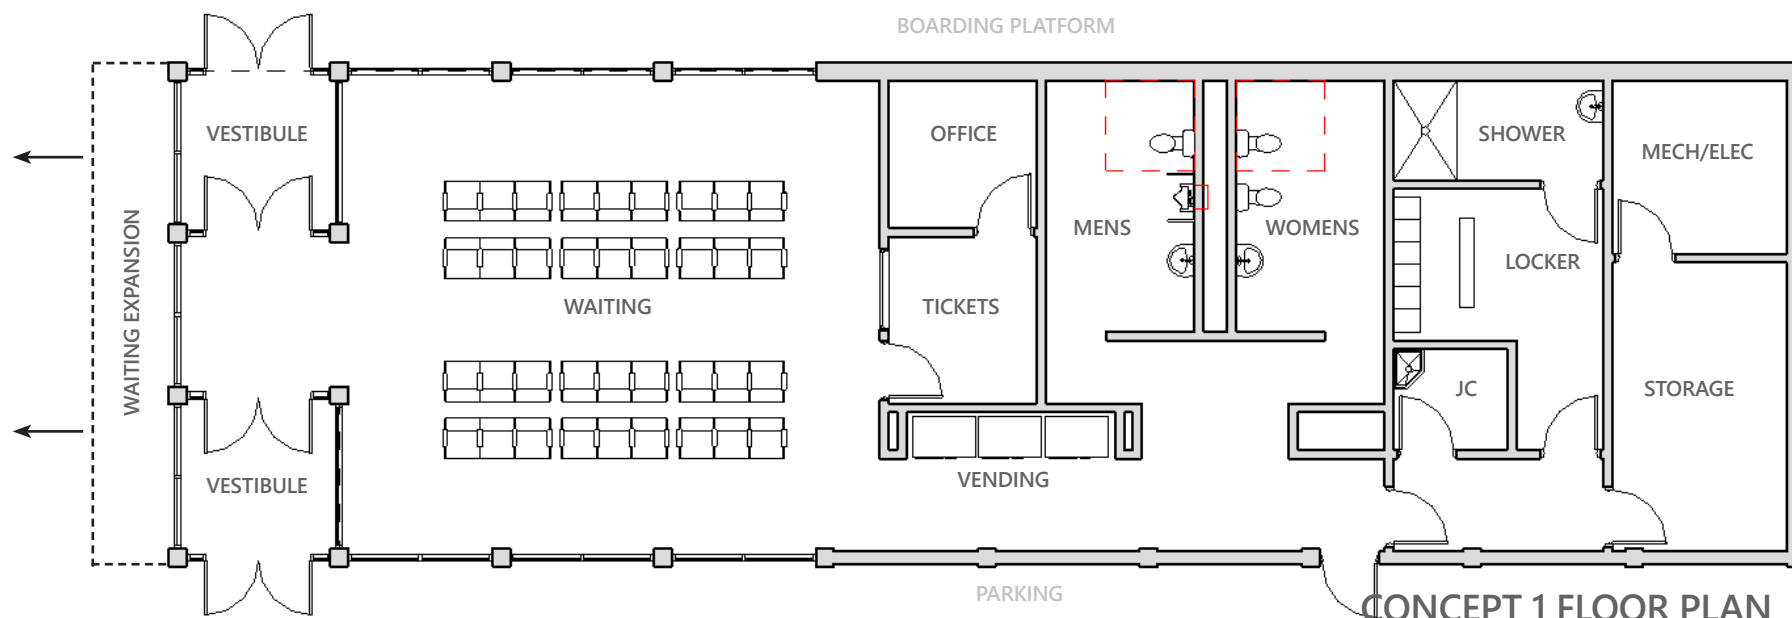 BOARDING PLATFORM
VESTIBULE
OFFICE
SHOWER
MECH/ELEC
MENS
WOMENS
LOCKER
WAITING EXPANSION
WAITING
TICKETS
JC
STORAGE
VENDING
VESTIBULE
PARKING
CONCEPT 1 FLOOR PLAN